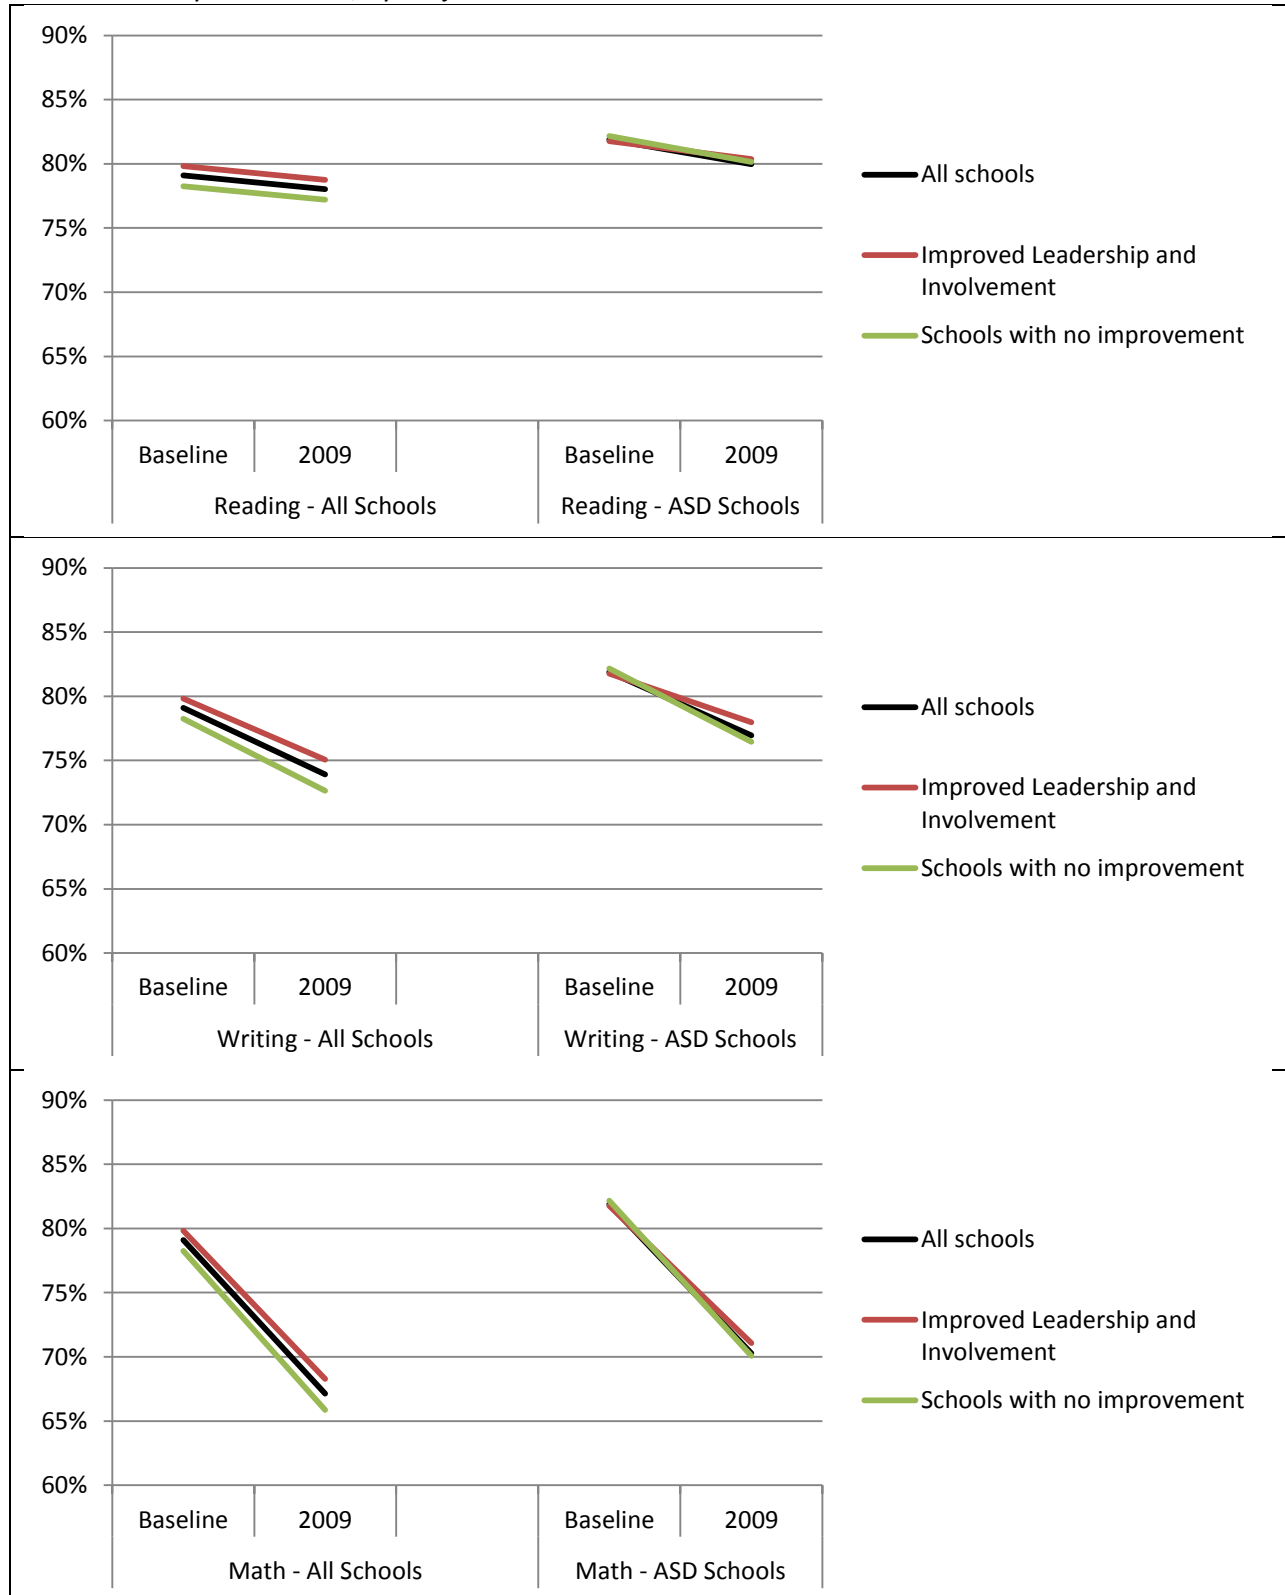 90%
85%
80%
75%
70%
65%
60%
Baseline 2009 Baseline 2009
Reading - All Schools Reading - ASD Schools
All schools
Improved Leadership and
Involvement
Schools with no improvement
90%
85%
80%
75%
70%
65%
60%
Baseline 2009 Baseline 2009
Writing - All Schools Writing - ASD Schools
All schools
Improved Leadership and
Involvement
Schools with no improvement
90%
85%
80%
75%
70%
65%
60%
Baseline 2009 Baseline 2009
Math - All Schools Math - ASD Schools
All schools
Improved Leadership and
Involvement
Schools with no improvement